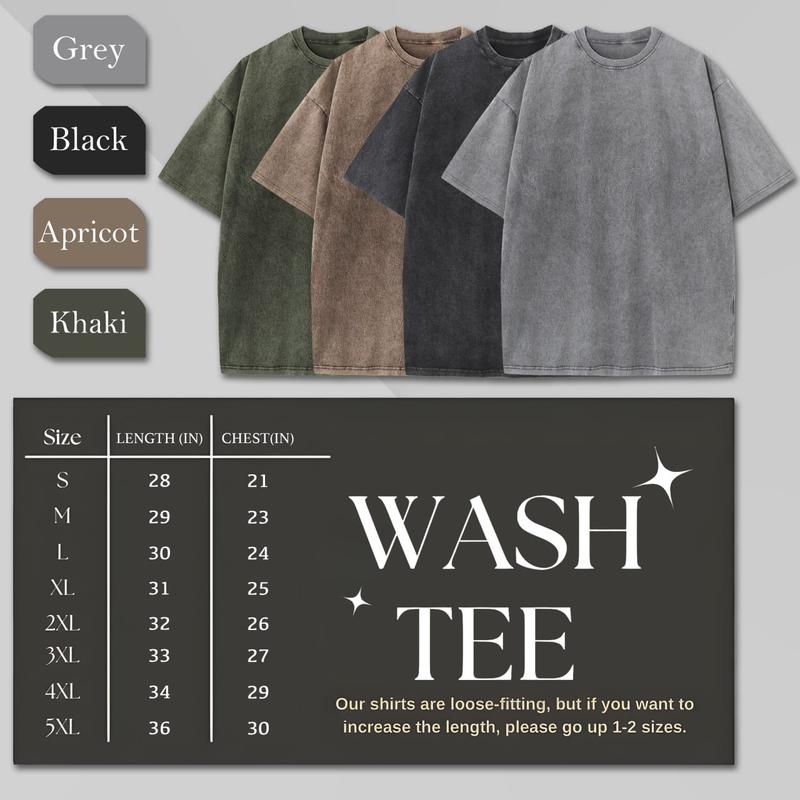 Grey
Black
Apricot
Khaki
Size LENGTH (IN) CHEST(IN)
S 28 21
M 29 23
L 30 24
XL 31 25
2XL 32 26
3XL 33 27
4XL 34 29
5XL 36 30
WASH
TEE
Our shirts are loose-fitting, but if you want to
increase the length, please go up 1-2 sizes.